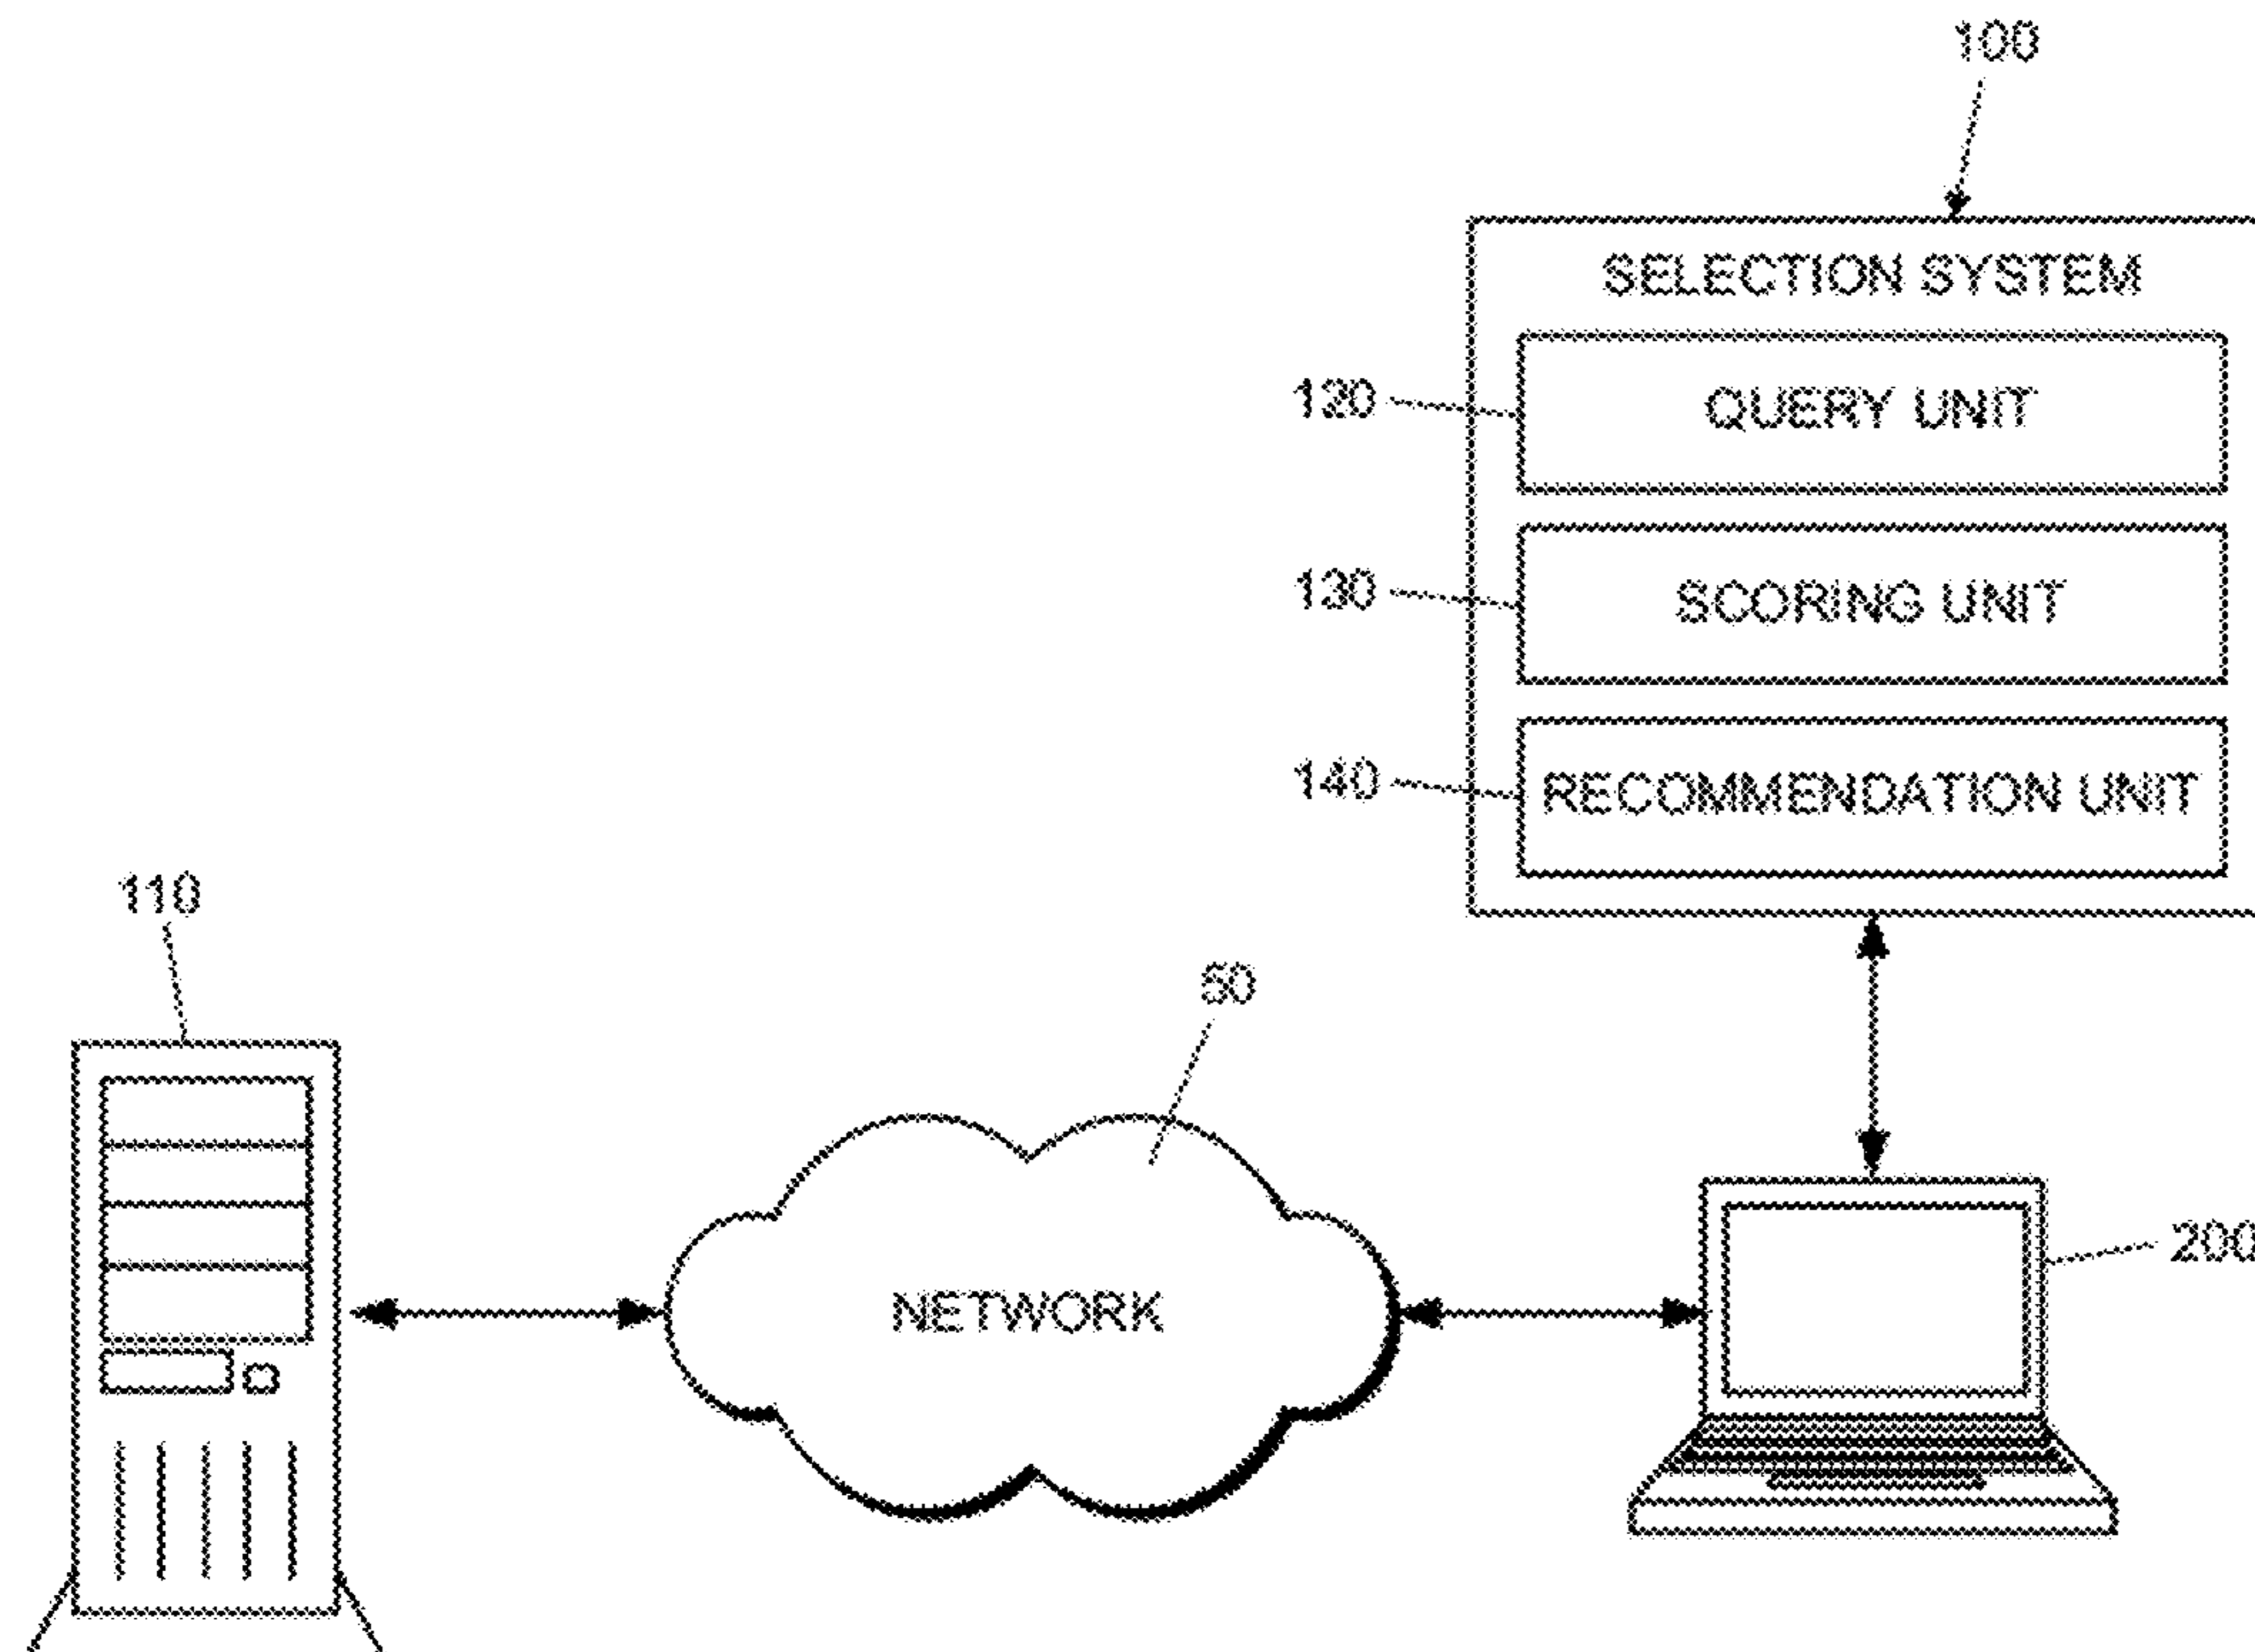 100
SELECTION SYSTEM
120
QUERY UNIT
130
SCORING UNIT
140
RECOMMENDATION UNIT
110
50
200
NETWORK